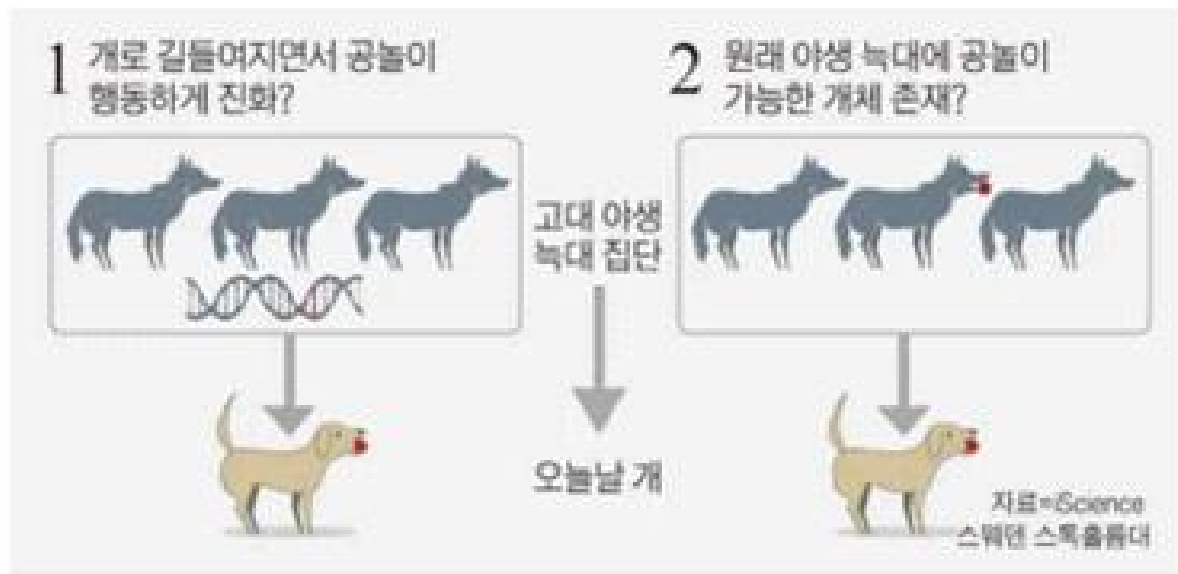 1 개로 길들여지면서 공놀이
행동하게 진화?
2 원래 야생 늑대에 공놀이
가능한 개체 존재?
고대 야생
늑대 집단
오늘날 개
자료=iScience
스웨덴 스톡홀름대